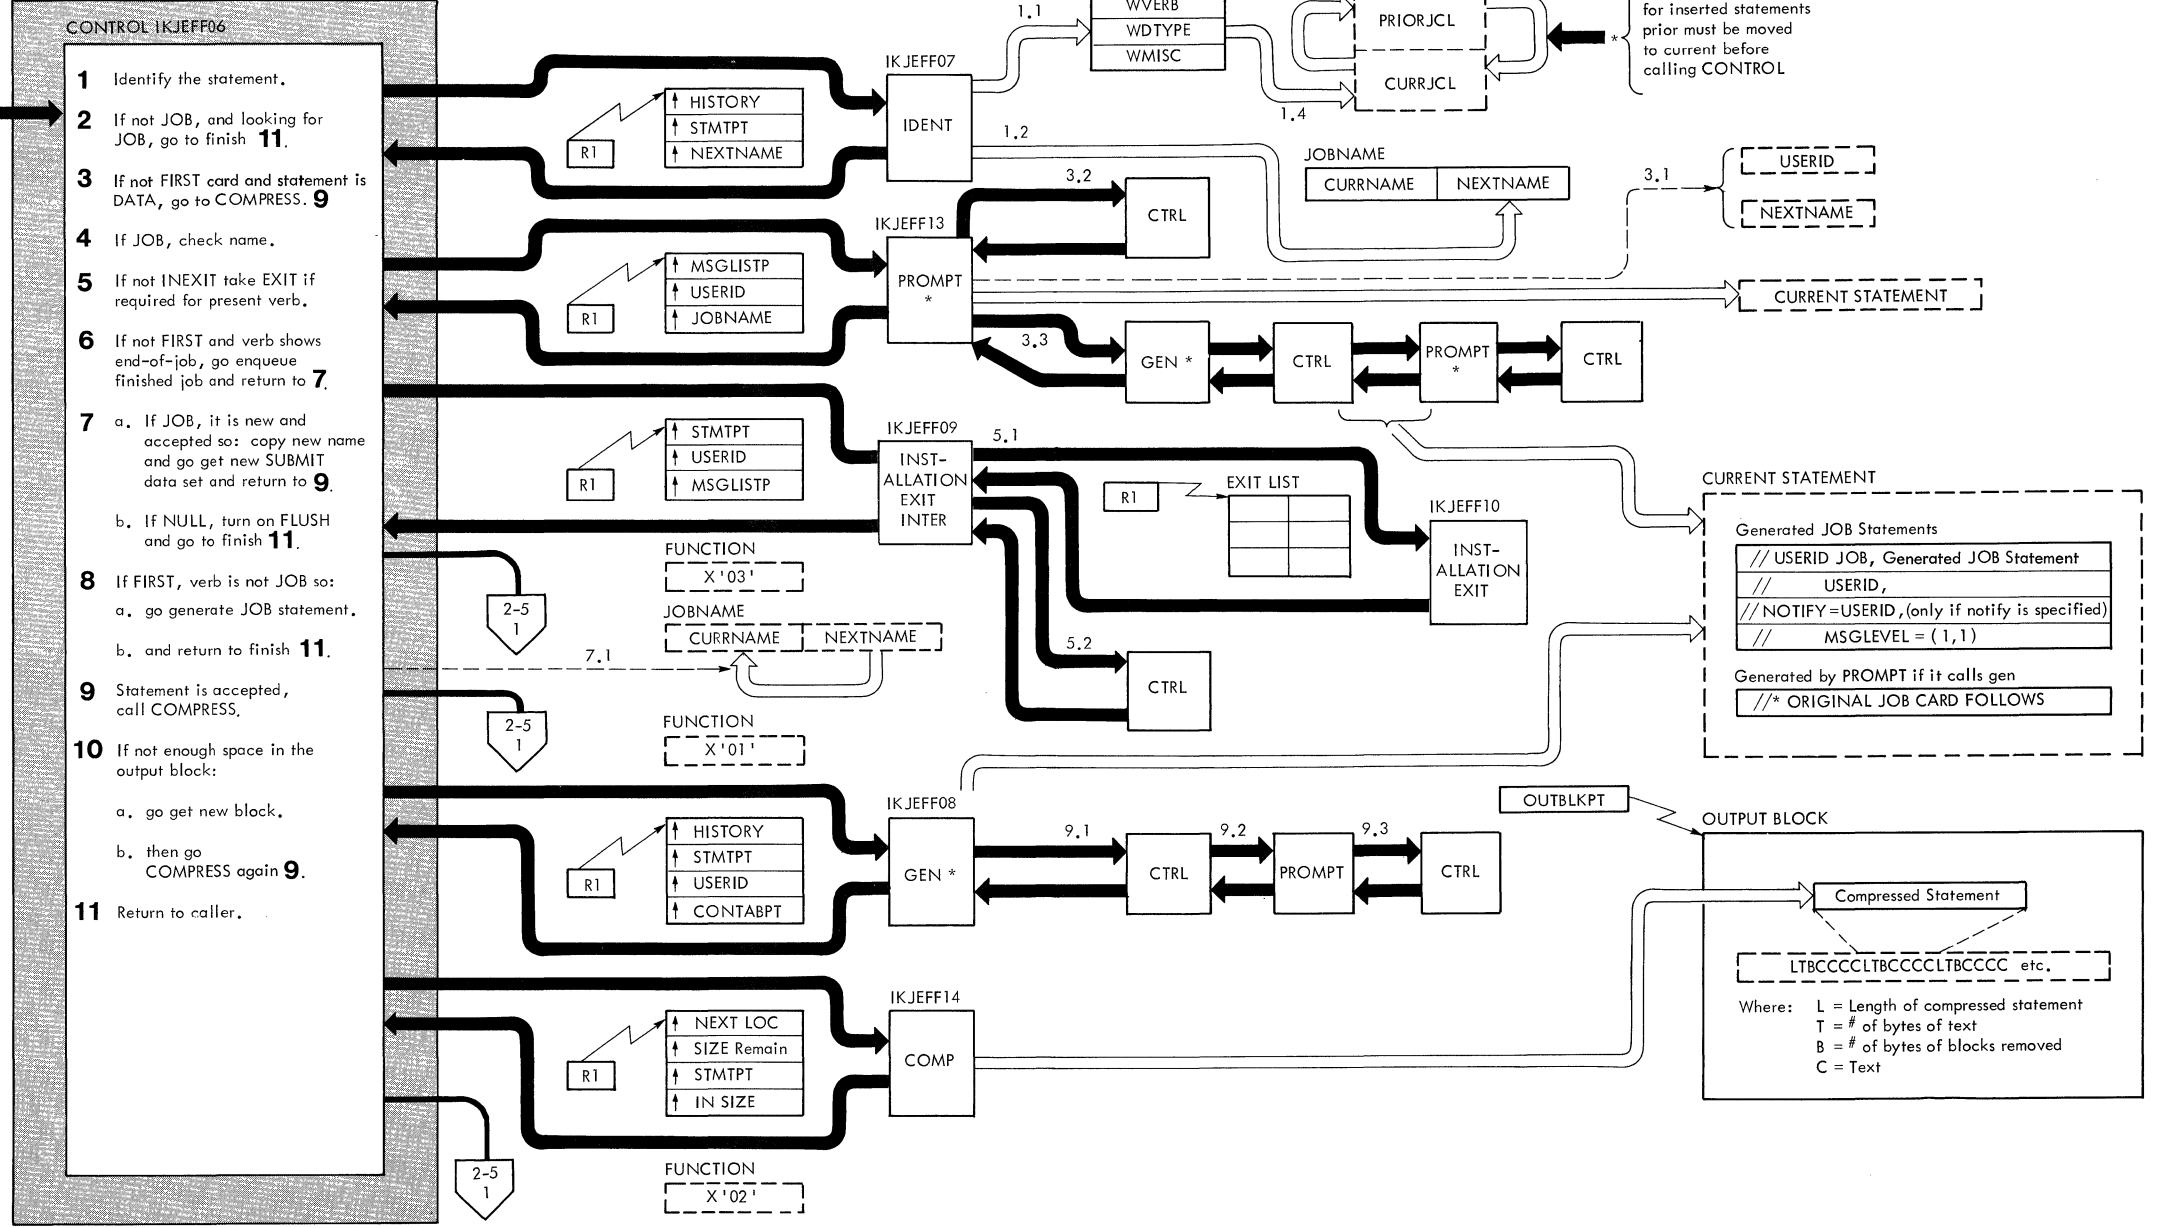 CONTROL IKJEFF06
1 Identify the statement.
2 If not JOB, and looking for
JOB, go to finish 11.
3 If not FIRST card and statement is
DATA, go to COMPRESS. 9
4 If JOB, check name.
5 If not INEXIT take EXIT if
required for present verb.
6 If not FIRST and verb shows
end-of-job, go enqueue
finished job and return to 7.
7 a. If JOB, it is new and
accepted so: copy new name
and go get new SUBMIT
data set and return to 9.
b. If NULL, turn on FLUSH
and go to finish 11.
8 If FIRST, verb is not JOB so:
a. go generate JOB statement.
b. and return to finish 11.
9 Statement is accepted,
call COMPRESS.
10 If not enough space in the
output block:
a. go get new block.
b. then go
COMPRESS again 9.
11 Return to caller.
R1
↑ HISTORY
↑ STMTPT
↑ NEXTNAME
IKJEFF07
IDENT
1.1
WVERB
WDTYPE
WMISC
1.4
PRIORJCL
CURRJCL
*
for inserted statements
prior must be moved
to current before
calling CONTROL
1.2
JOBNAME
CURRNAME NEXTNAME
3.1
USERID
NEXTNAME
R1
↑ MSGLISTP
↑ USERID
↑ JOBNAME
IKJEFF13
PROMPT
*
3.2
CTRL
CURRENT STATEMENT
3.3
GEN *
CTRL
PROMPT
*
CTRL
R1
↑ STMTPT
↑ USERID
↑ MSGLISTP
IKJEFF09
INST-
ALLATION
EXIT
INTER
5.1
R1
EXIT LIST
IKJEFF10
INST-
ALLATION
EXIT
5.2
CTRL
2-5
1
FUNCTION
X'03'
JOBNAME
CURRNAME NEXTNAME
7.1
2-5
1
FUNCTION
X'01'
CURRENT STATEMENT
Generated JOB Statements
// USERID JOB, Generated JOB Statement
// USERID,
// NOTIFY=USERID,(only if notify is specified)
// MSGLEVEL = (1,1)
Generated by PROMPT if it calls gen
//* ORIGINAL JOB CARD FOLLOWS
R1
↑ HISTORY
↑ STMTPT
↑ USERID
↑ CONTABPT
IKJEFF08
GEN *
9.1
CTRL
9.2
PROMPT
9.3
CTRL
OUTBLKPT
OUTPUT BLOCK
Compressed Statement
LTBCCCCLTBCCCCLTBCCCC etc.
Where: L = Length of compressed statement
T = # of bytes of text
B = # of bytes of blocks removed
C = Text
R1
↑ NEXT LOC
↑ SIZE Remain
↑ STMTPT
↑ IN SIZE
IKJEFF14
COMP
2-5
1
FUNCTION
X'02'